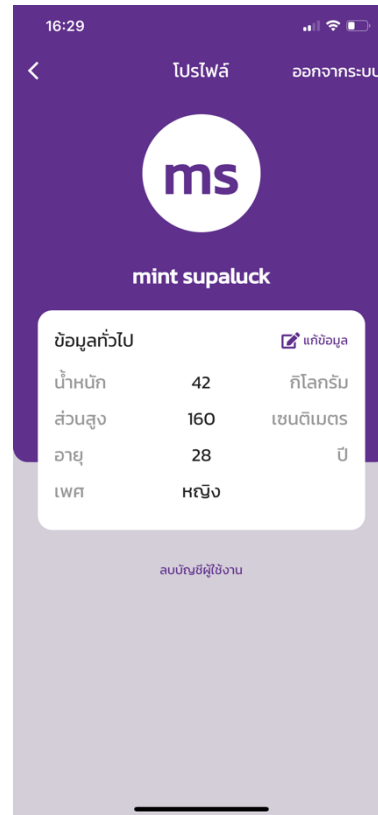 16:29
โปรไฟล์ ออกจากระบบ
ms
mint supaluck
ข้อมูลทั่วไป แก้ข้อมูล
น้ำหนัก 42 กิโลกรัม
ส่วนสูง 160 เซนติเมตร
อายุ 28 ปี
เพศ หญิง
ลบบัญชีผู้ใช้งาน